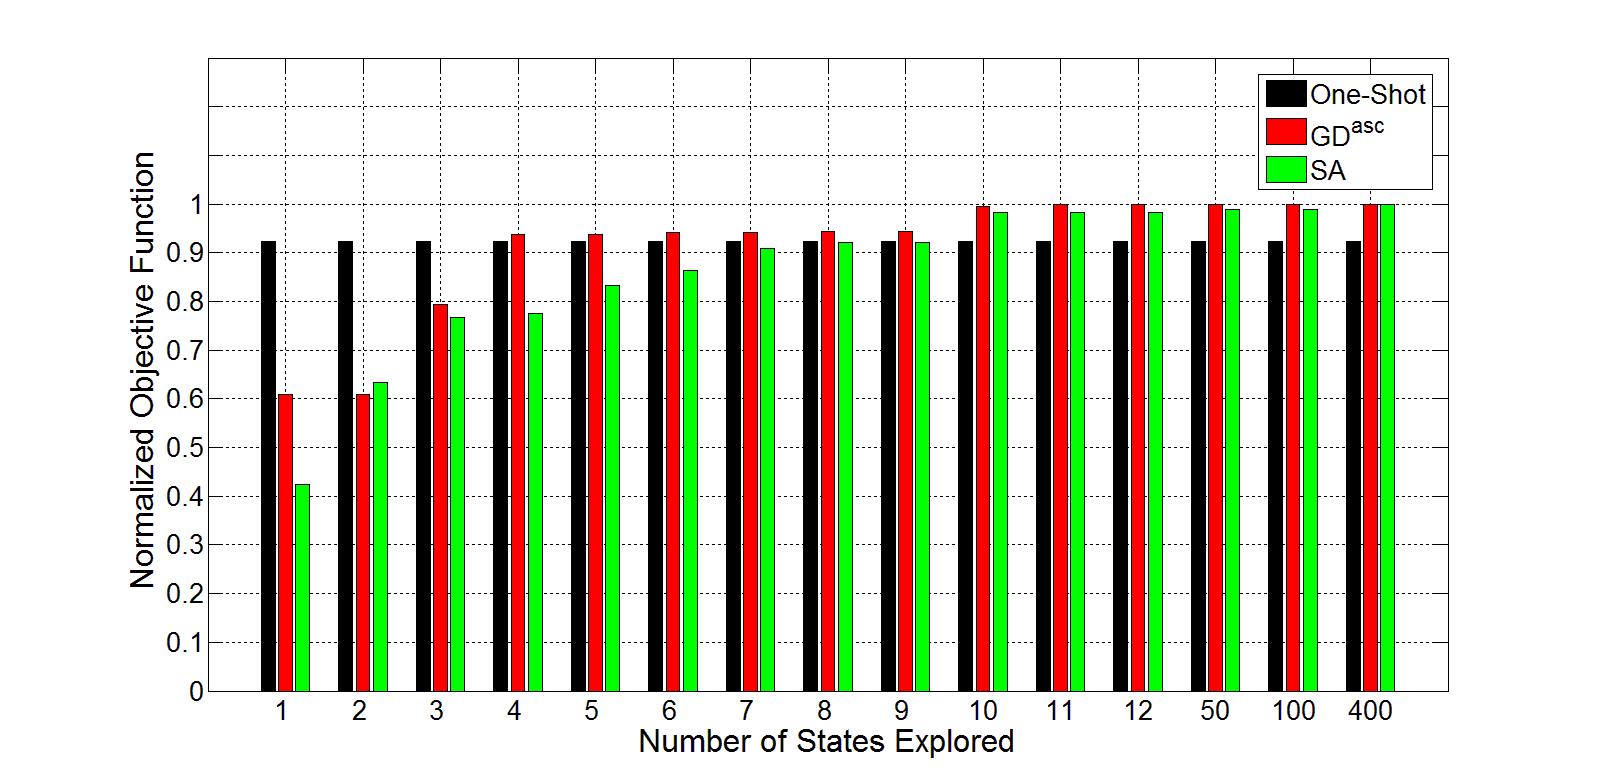 One-Shot
GD^asc
SA
Normalized Objective Function
1
0.9
0.8
0.7
0.6
0.5
0.4
0.3
0.2
0.1
0
1 2 3 4 5 6 7 8 9 10 11 12 50 100 400
Number of States Explored